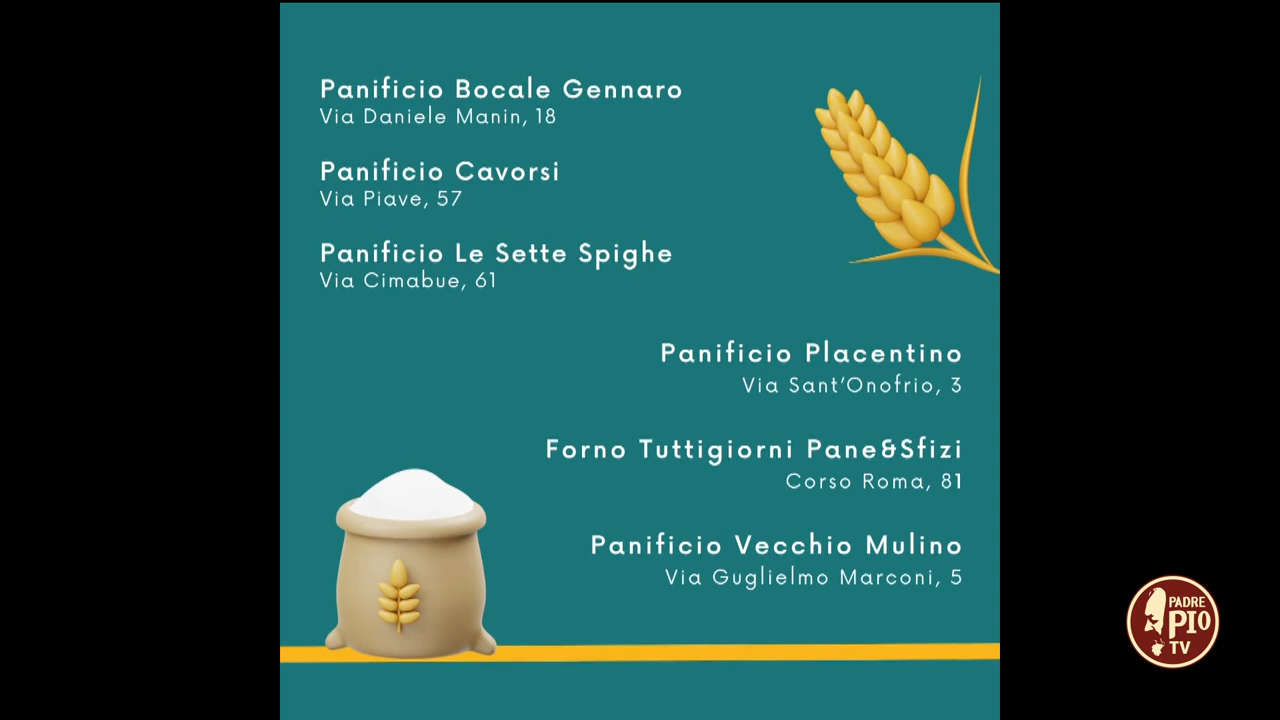 Panificio Bocale Gennaro
Via Daniele Manin, 18
Panificio Cavorsi
Via Piave, 57
Panificio Le Sette Spighe
Via Cimabue, 61
Panificio Placentino
Via Sant'Onofrio, 3
Forno Tuttigiorni Pane&Sfizi
Corso Roma, 81
Panificio Vecchio Mulino
Via Guglielmo Marconi, 5
PADRE
PIO
TV